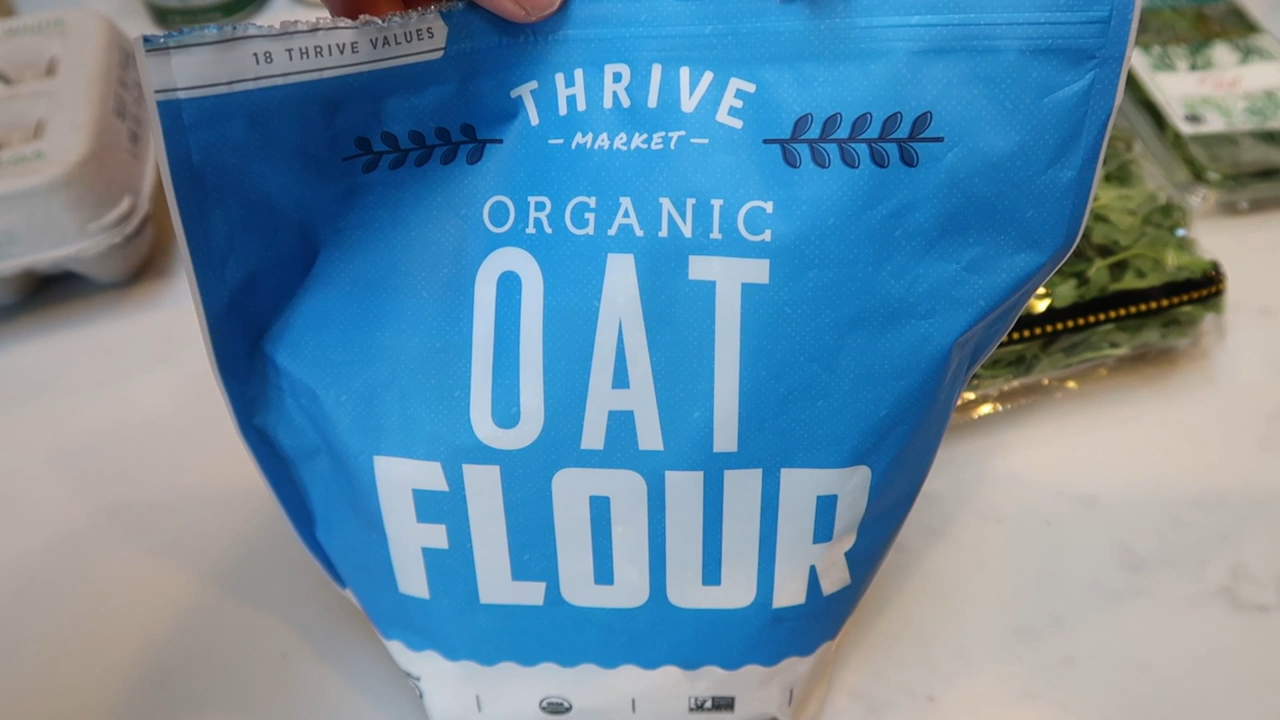 18 THRIVE VALUES
THRIVE
—MARKET—
ORGANIC
OAT
FLOUR